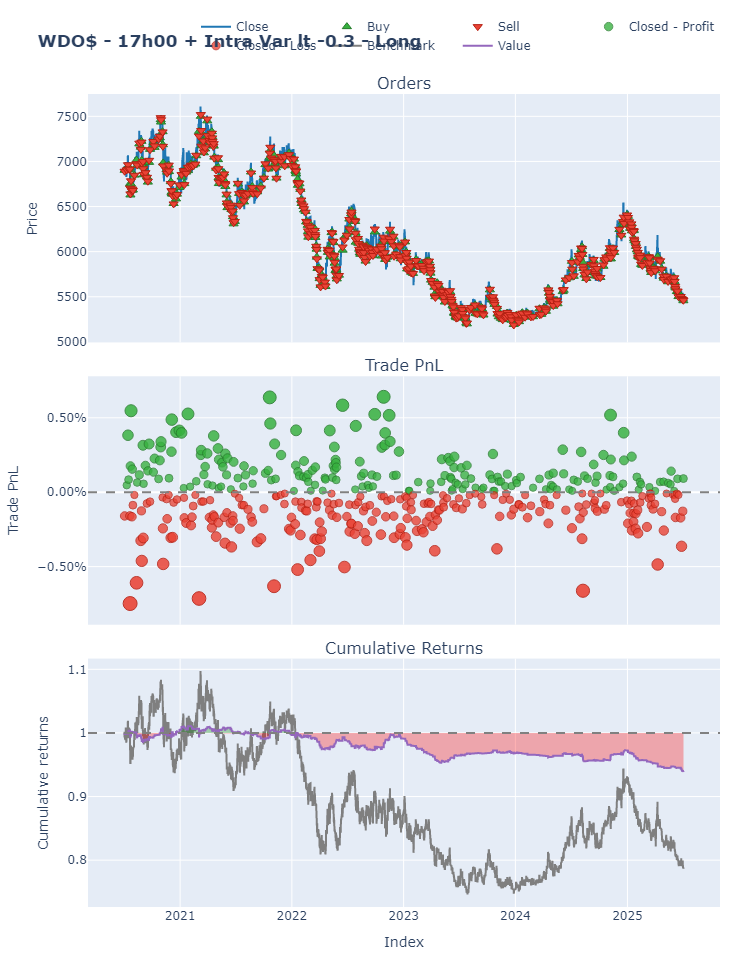 Close Buy Sell Closed - Profit
Closed - Loss Benchmark Value
WDO$ - 17h00 + Intra Var lt -0.3 - Long
Orders
7500
7000
6500
6000
5500
5000
Price
Trade PnL
0.50%
0.00%
−0.50%
Trade PnL
Cumulative Returns
1.1
1
0.9
0.8
Cumulative returns
2021 2022 2023 2024 2025
Index